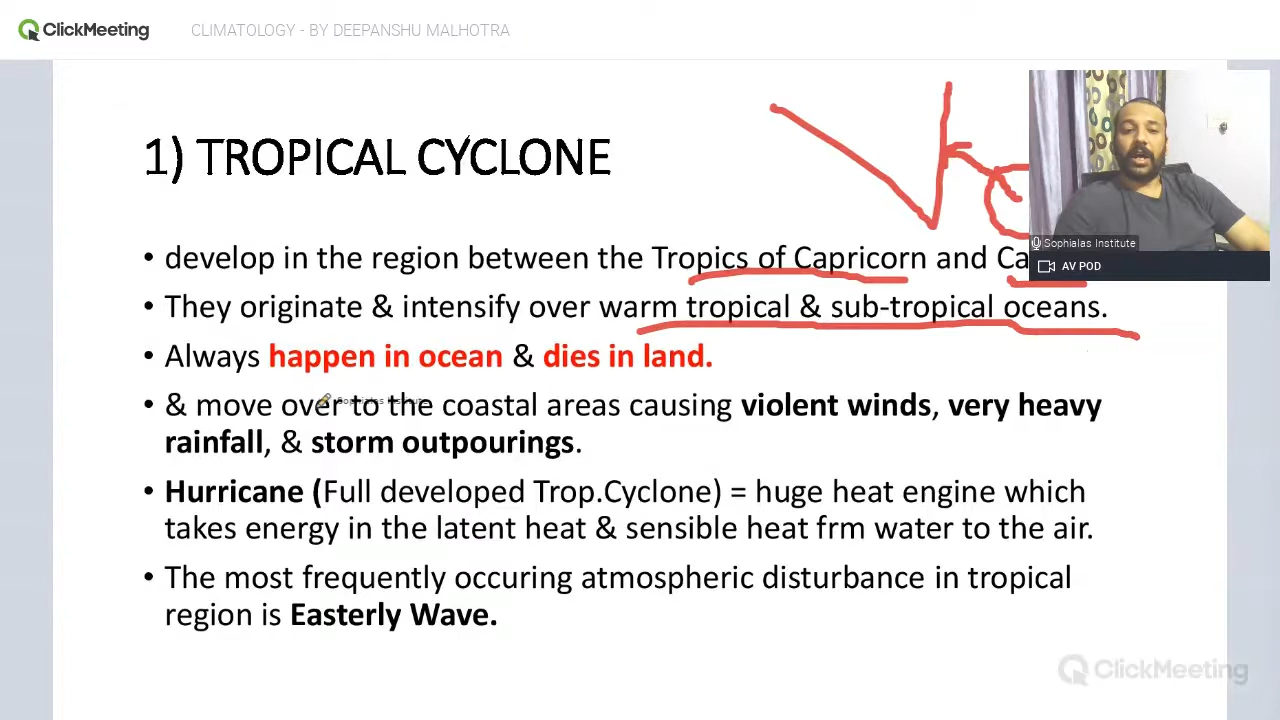 ClickMeeting
CLIMATOLOGY - BY DEEPANSHU MALHOTRA
1) TROPICAL CYCLONE
Sophialas Institute
AV POD
• develop in the region between the Tropics of Capricorn and Ca
• They originate & intensify over warm tropical & sub-tropical oceans.
• Always happen in ocean & dies in land.
Sophialas Institute
• & move over to the coastal areas causing violent winds, very heavy
rainfall, & storm outpourings.
• Hurricane (Full developed Trop.Cyclone) = huge heat engine which
takes energy in the latent heat & sensible heat frm water to the air.
• The most frequently occuring atmospheric disturbance in tropical
region is Easterly Wave.
ClickMeeting